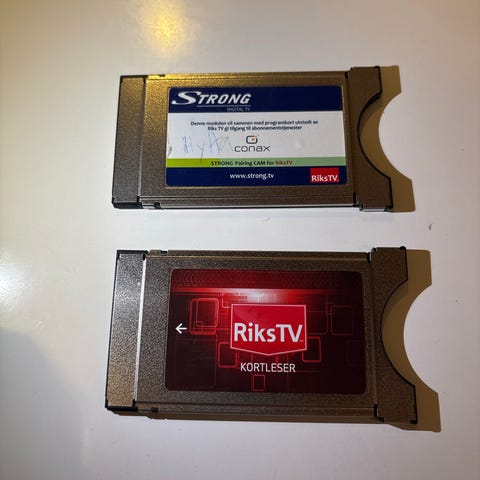 STRONG
DIGITAL TV
Denne modulen vil sammen med programkort utstedt av
Riks TV gi tilgang til abonnementstjenester
conax
STRONG Pairing CAM for RiksTV
www.strong.tv
RiksTV
RiksTV
KORTLESER